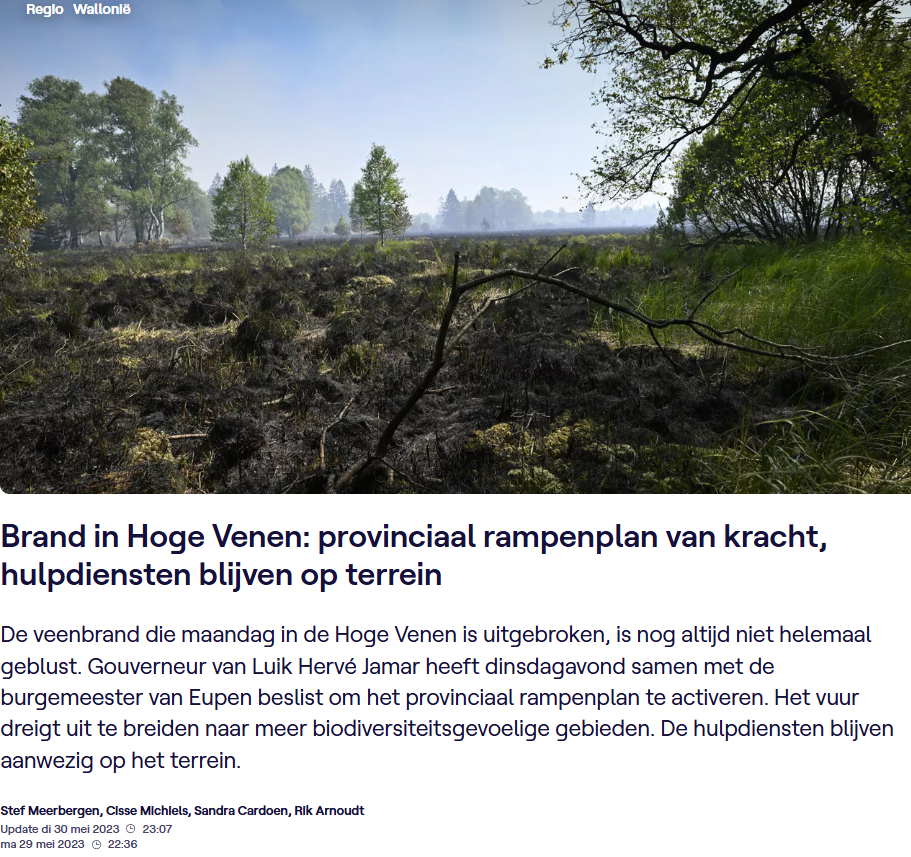 Regio Wallonië
Brand in Hoge Venen: provinciaal rampenplan van kracht,
hulpdiensten blijven op terrein
De veenbrand die maandag in de Hoge Venen is uitgebroken, is nog altijd niet helemaal
geblust. Gouverneur van Luik Hervé Jamar heeft dinsdagavond samen met de
burgemeester van Eupen beslist om het provinciaal rampenplan te activeren. Het vuur
dreigt uit te breiden naar meer biodiversiteitsgevoelige gebieden. De hulpdiensten blijven
aanwezig op het terrein.
Stef Meerbergen, Cisse Michiels, Sandra Cardoen, Rik Arnoudt
Update di 30 mei 2023 23:07
ma 29 mei 2023 22:36